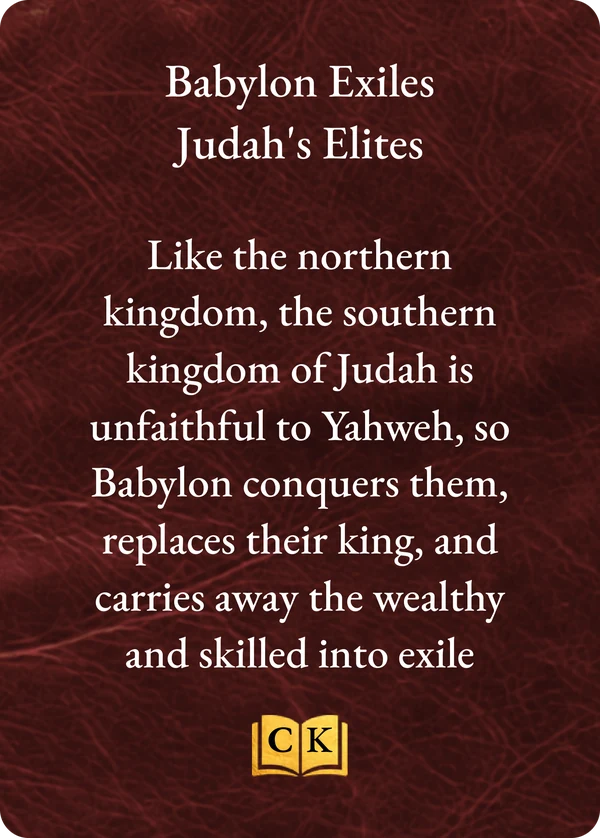 Babylon Exiles
Judah's Elites
Like the northern
kingdom, the southern
kingdom of Judah is
unfaithful to Yahweh, so
Babylon conquers them,
replaces their king, and
carries away the wealthy
and skilled into exile
C K